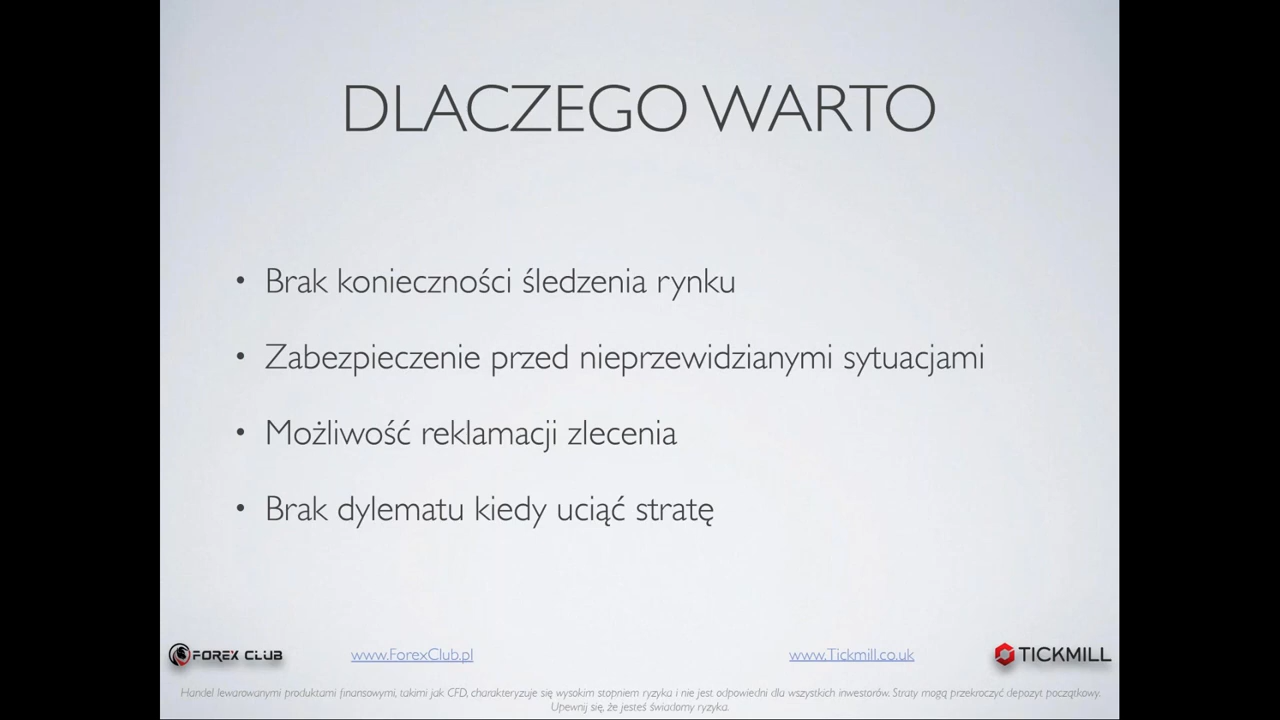 DLACZEGO WARTO
• Brak konieczności śledzenia rynku
• Zabezpieczenie przed nieprzewidzianymi sytuacjami
• Możliwość reklamacji zlecenia
• Brak dylematu kiedy uciąć stratę
FOREX CLUB www.ForexClub.pl www.Tickmill.co.uk TICKMILL
Handel lewarowanymi produktami finansowymi, takimi jak CFD, charakteryzuje się wysokim stopniem ryzyka i nie jest odpowiedni dla wszystkich inwestorów. Straty mogą przekroczyć depozyt początkowy.
Upewnij się, że jesteś świadomy ryzyka.